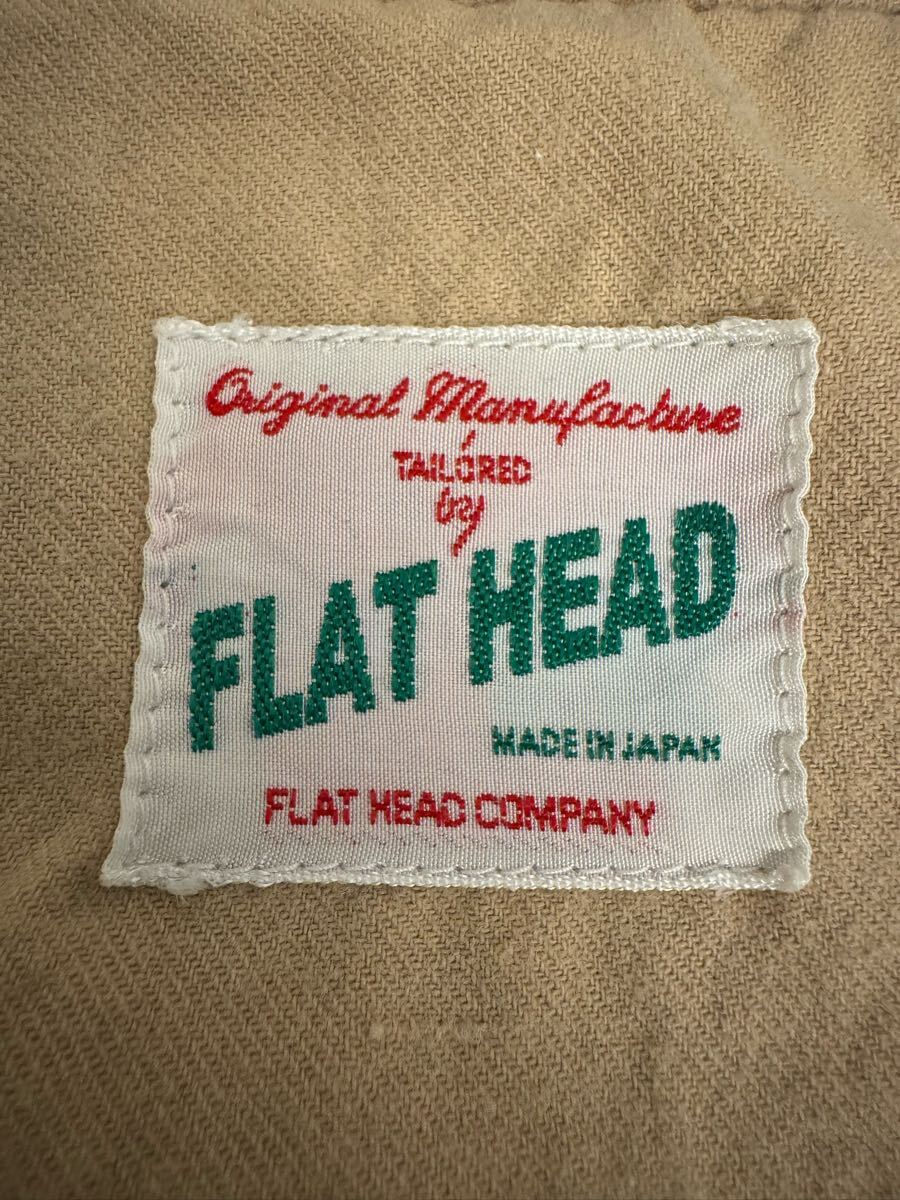 Original Manufacture
TAILORED
by
FLAT HEAD
MADE IN JAPAN
FLAT HEAD COMPANY